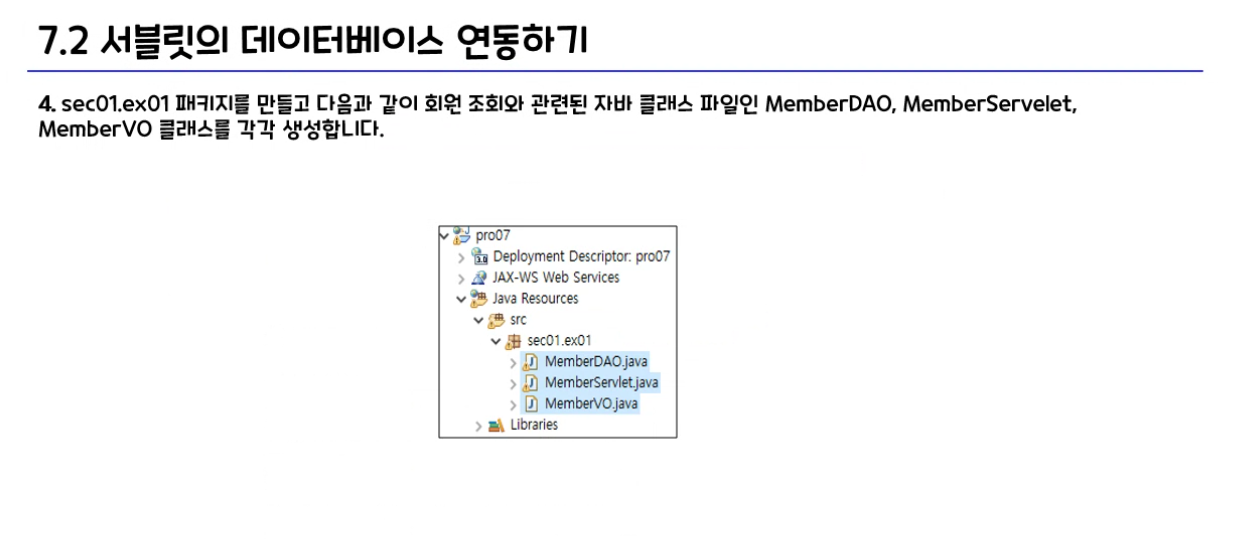 7.2 서블릿의 데이터베이스 연동하기
4. sec01.ex01 패키지를 만들고 다음과 같이 회원 조회와 관련된 자바 클래스 파일인 MemberDAO, MemberServelet,
MemberVO 클래스를 각각 생성합니다.
pro07
Deployment Descriptor: pro07
JAX-WS Web Services
Java Resources
src
sec01.ex01
MemberDAO.java
MemberServlet.java
MemberVO.java
Libraries